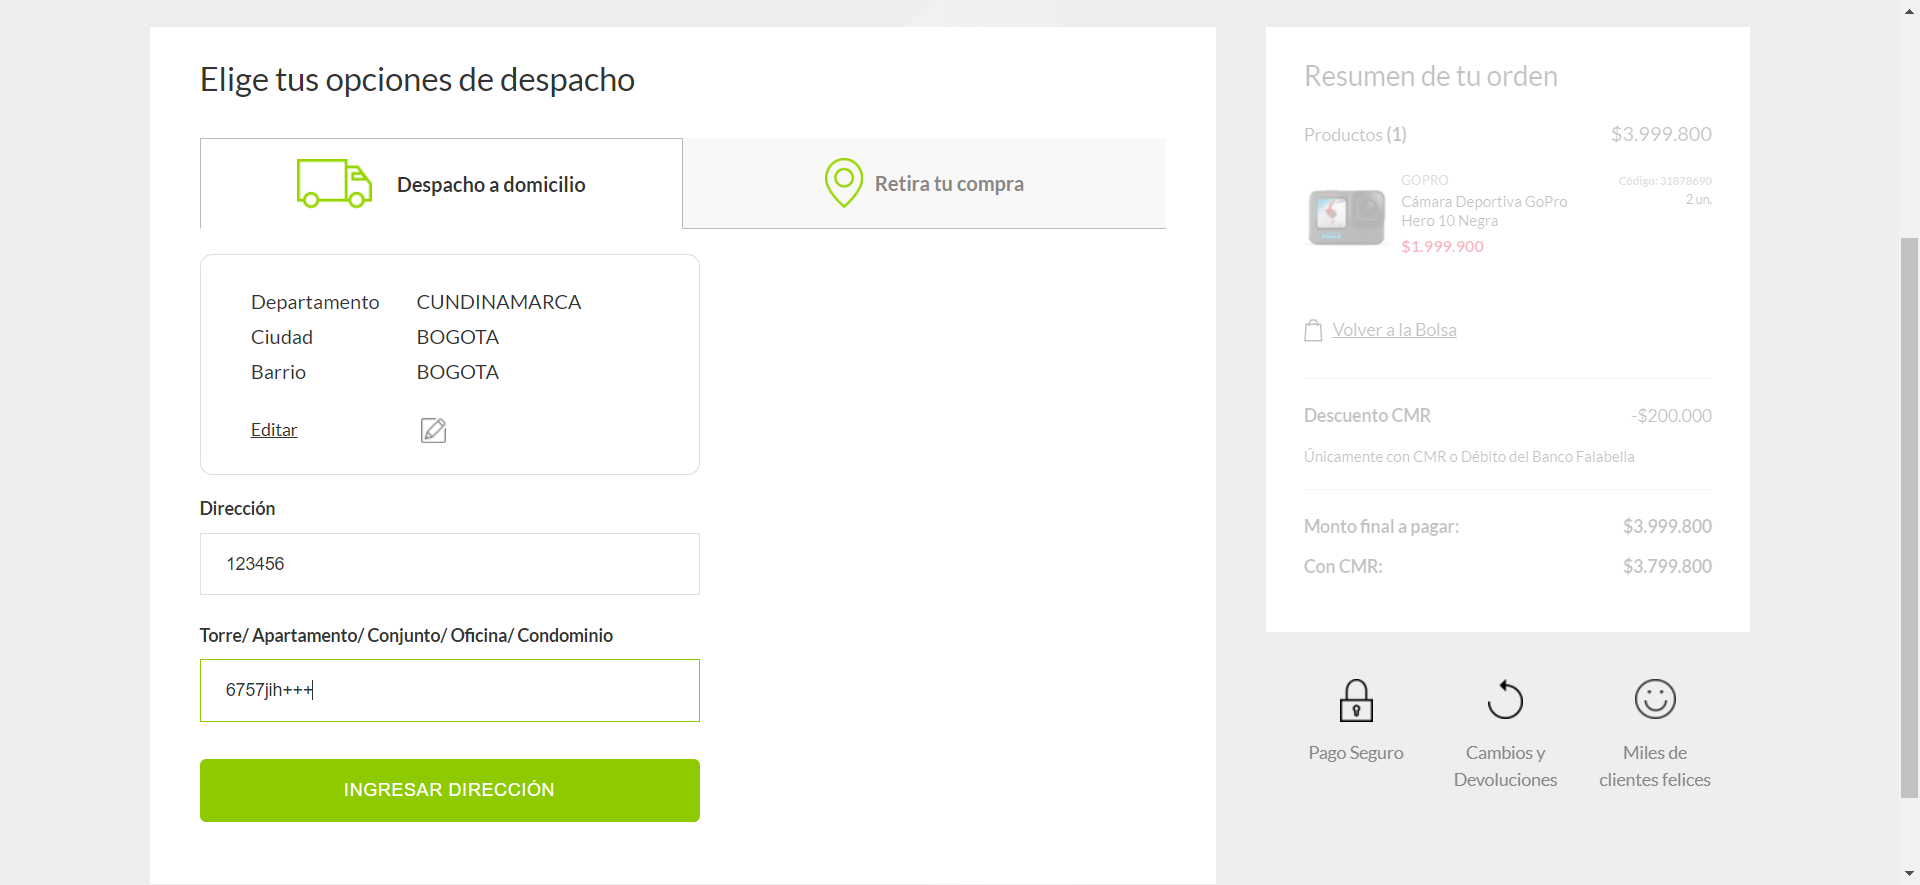 Elige tus opciones de despacho
Despacho a domicilio
Retira tu compra
Departamento CUNDINAMARCA
Ciudad BOGOTA
Barrio BOGOTA
Editar
Dirección
123456
Torre/ Apartamento/ Conjunto/ Oficina/ Condominio
6757jih+++
INGRESAR DIRECCIÓN
Resumen de tu orden
Productos (1) $3.999.800
GOPRO Código: 31878690
Cámara Deportiva GoPro 2 un.
Hero 10 Negra
$1.999.900
Volver a la Bolsa
Descuento CMR -$200.000
Únicamente con CMR o Débito del Banco Falabella
Monto final a pagar: $3.999.800
Con CMR: $3.799.800
Pago Seguro
Cambios y
Devoluciones
Miles de
clientes felices